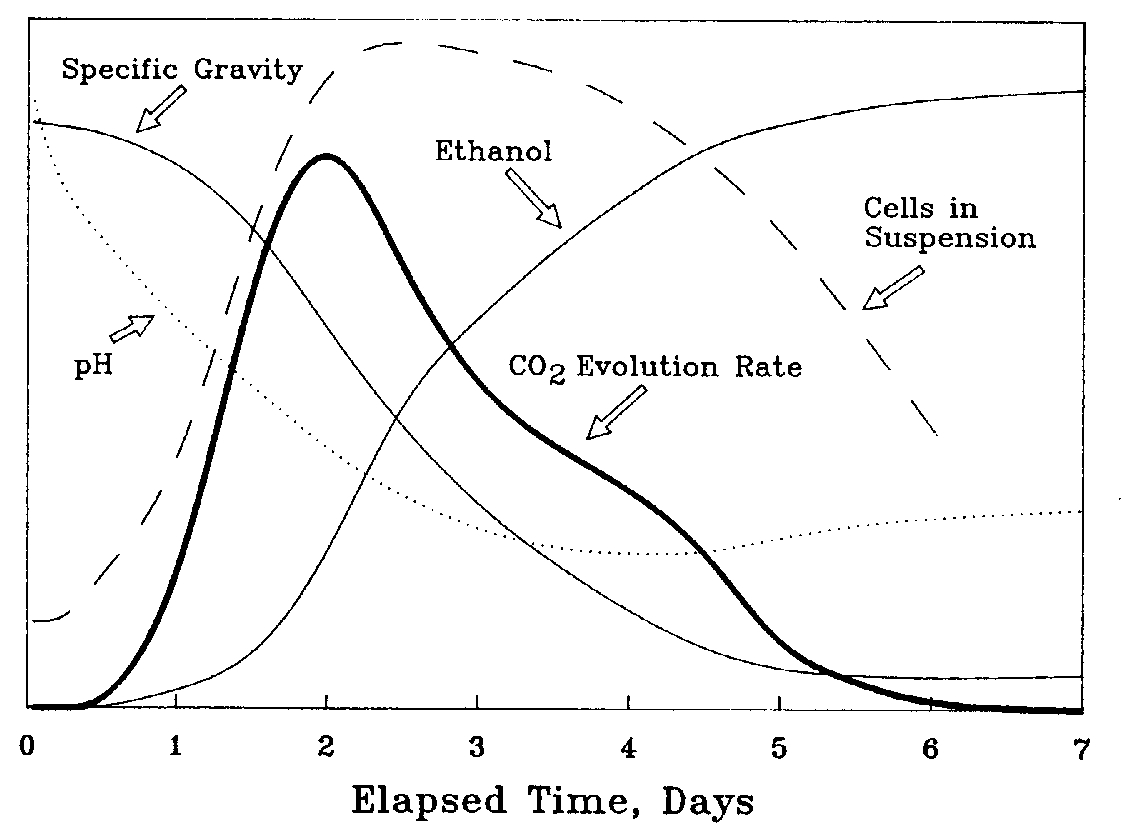 Specific Gravity
Ethanol
Cells in
Suspension
pH
CO2 Evolution Rate
0 1 2 3 4 5 6 7
Elapsed Time, Days